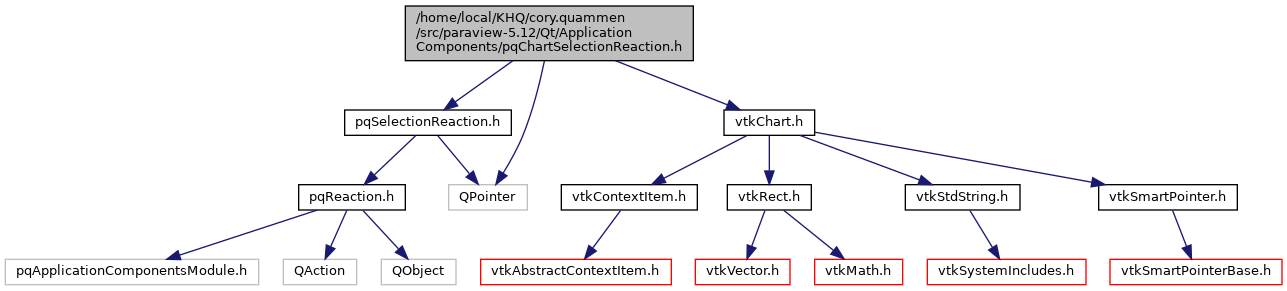 /home/local/KHQ/cory.quammen
/src/paraview-5.12/Qt/Application
Components/pqChartSelectionReaction.h
pqSelectionReaction.h
vtkChart.h
pqReaction.h
QPointer
vtkContextItem.h
vtkRect.h
vtkStdString.h
vtkSmartPointer.h
pqApplicationComponentsModule.h
QAction
QObject
vtkAbstractContextItem.h
vtkVector.h
vtkMath.h
vtkSystemIncludes.h
vtkSmartPointerBase.h